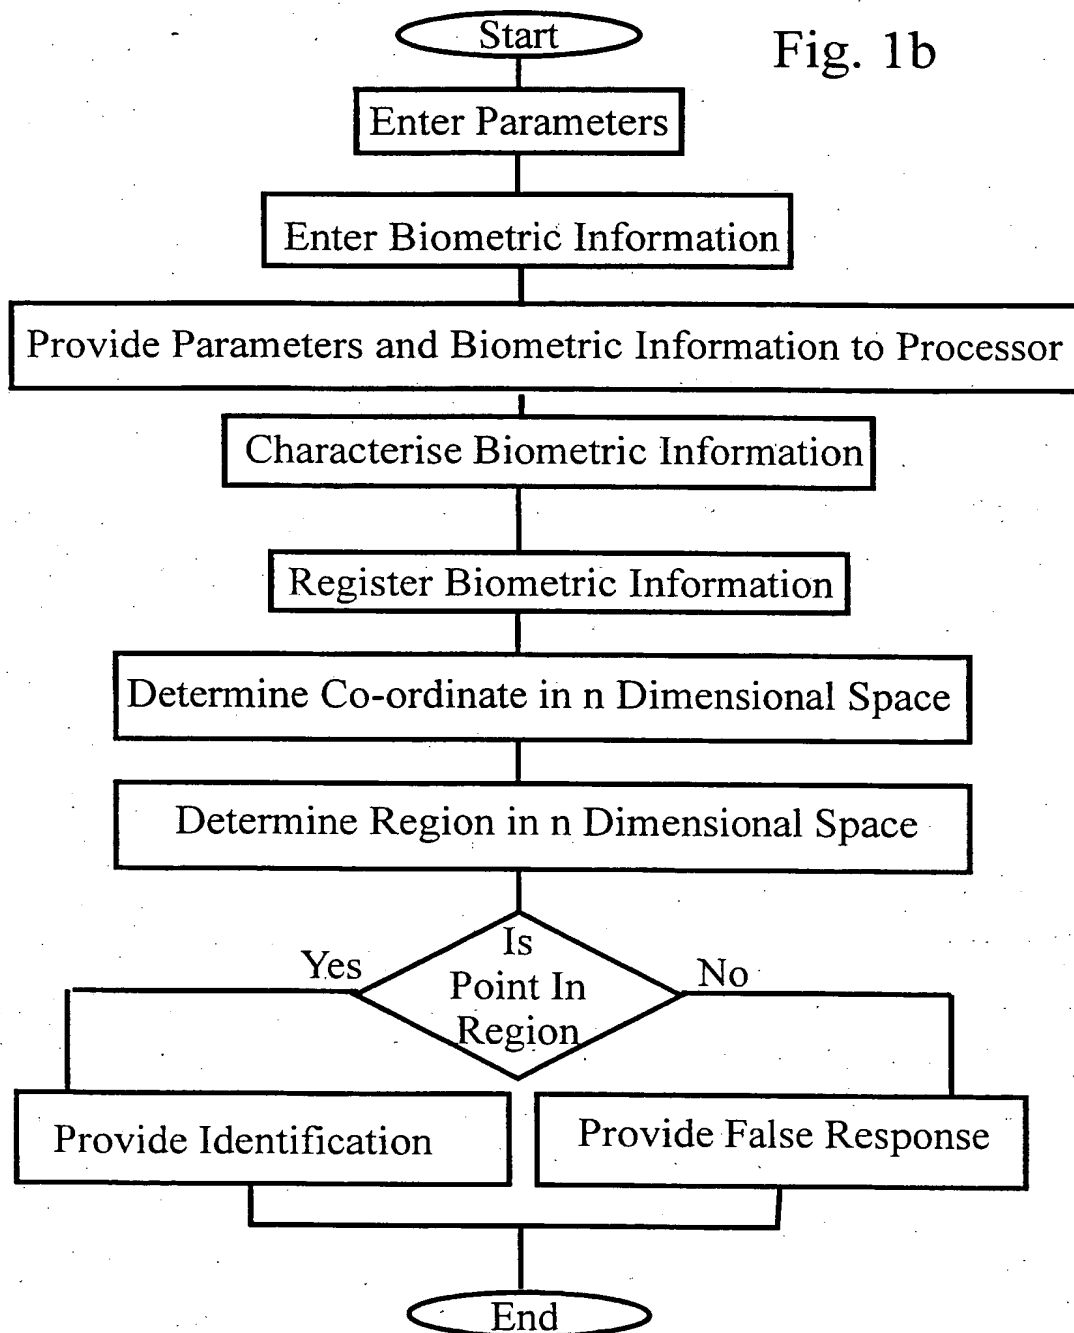 Start
Fig. 1b
Enter Parameters
Enter Biometric Information
Provide Parameters and Biometric Information to Processor
Characterise Biometric Information
Register Biometric Information
Determine Co-ordinate in n Dimensional Space
Determine Region in n Dimensional Space
Is
Point In
Region
Yes
No
Provide Identification
Provide False Response
End